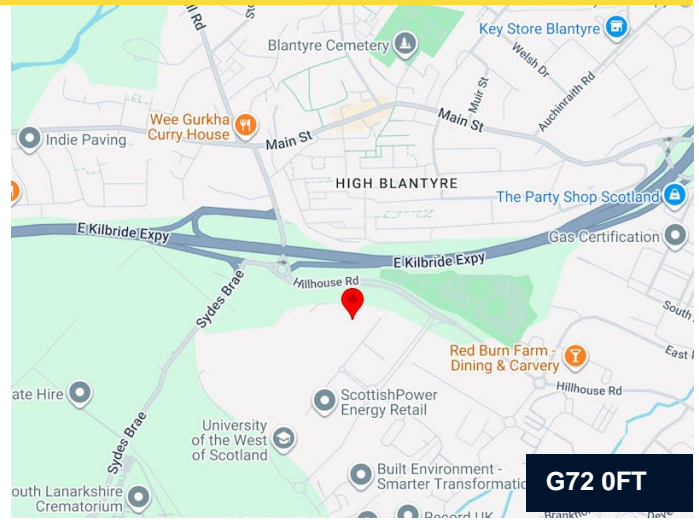 Key Store Blantyre
Blantyre Cemetery
Welsh Dr
Muir St
Auchinraith Rd
Wee Gurkha
Curry House
Main St
Main St
Indie Paving
HIGH BLANTYRE
The Party Shop Scotland
E Kilbride Expy
Gas Certification
E Kilbride Expy
Hillhouse Rd
Sydes Brae
Red Burn Farm -
Dining & Carvery
Hillhouse Rd
ate Hire
ScottishPower
Energy Retail
University
of the West
of Scotland
Sydes Brae
Built Environment -
Smarter Transformatio
G72 0FT
outh Lanarkshire
Crematorium
Record UK